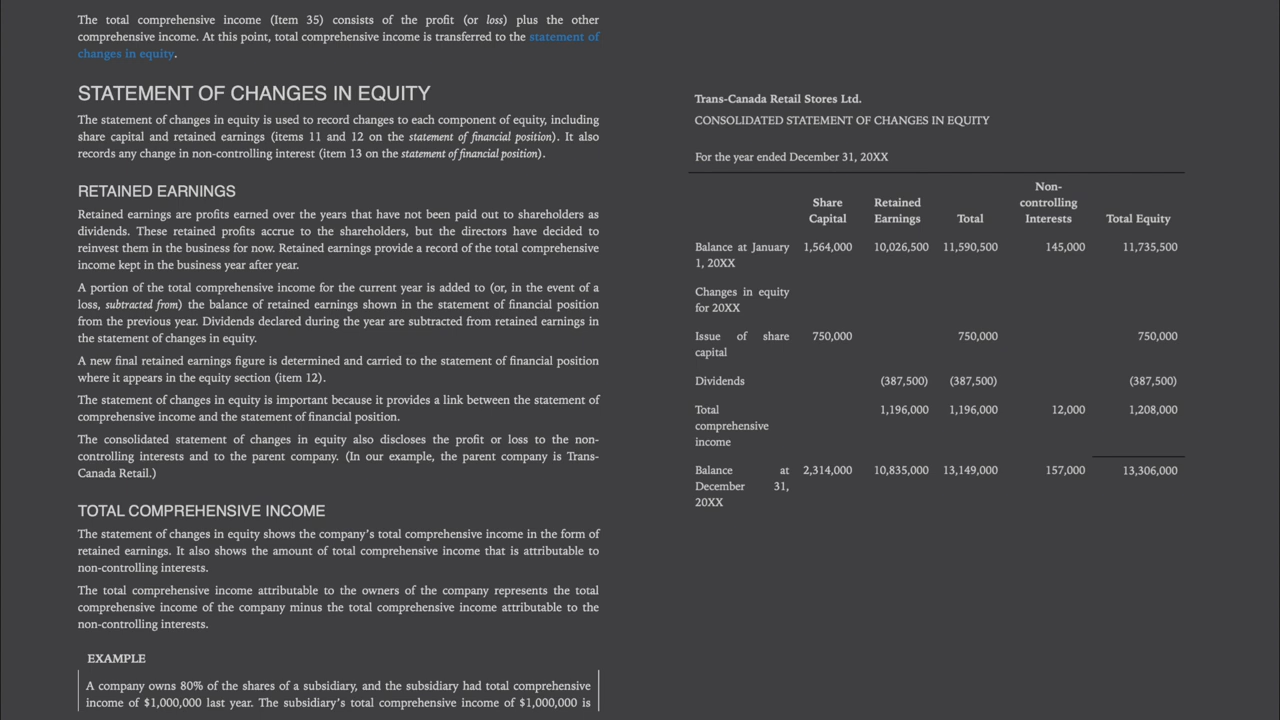 The total comprehensive income (Item 35) consists of the profit (or loss) plus the other
comprehensive income. At this point, total comprehensive income is transferred to the statement of
changes in equity.
STATEMENT OF CHANGES IN EQUITY
The statement of changes in equity is used to record changes to each component of equity, including
share capital and retained earnings (items 11 and 12 on the statement of financial position). It also
records any change in non-controlling interest (item 13 on the statement of financial position).
RETAINED EARNINGS
Retained earnings are profits earned over the years that have not been paid out to shareholders as
dividends. These retained profits accrue to the shareholders, but the directors have decided to
reinvest them in the business for now. Retained earnings provide a record of the total comprehensive
income kept in the business year after year.
A portion of the total comprehensive income for the current year is added to (or, in the event of a
loss, subtracted from) the balance of retained earnings shown in the statement of financial position
from the previous year. Dividends declared during the year are subtracted from retained earnings in
the statement of changes in equity.
A new final retained earnings figure is determined and carried to the statement of financial position
where it appears in the equity section (item 12).
The statement of changes in equity is important because it provides a link between the statement of
comprehensive income and the statement of financial position.
The consolidated statement of changes in equity also discloses the profit or loss to the non-
controlling interests and to the parent company. (In our example, the parent company is Trans-
Canada Retail.)
TOTAL COMPREHENSIVE INCOME
The statement of changes in equity shows the company's total comprehensive income in the form of
retained earnings. It also shows the amount of total comprehensive income that is attributable to
non-controlling interests.
The total comprehensive income attributable to the owners of the company represents the total
comprehensive income of the company minus the total comprehensive income attributable to the
non-controlling interests.
EXAMPLE
A company owns 80% of the shares of a subsidiary, and the subsidiary had total comprehensive
income of $1,000,000 last year. The subsidiary's total comprehensive income of $1,000,000 is
Trans-Canada Retail Stores Ltd.
CONSOLIDATED STATEMENT OF CHANGES IN EQUITY
For the year ended December 31, 20XX
Non-
Share Retained controlling
Capital Earnings Total Interests Total Equity
Balance at January 1,564,000 10,026,500 11,590,500 145,000 11,735,500
1, 20XX
Changes in equity
for 20XX
Issue of share 750,000 750,000 750,000
capital
Dividends (387,500) (387,500) (387,500)
Total 1,196,000 1,196,000 12,000 1,208,000
comprehensive
income
Balance at 2,314,000 10,835,000 13,149,000 157,000 13,306,000
December 31,
20XX